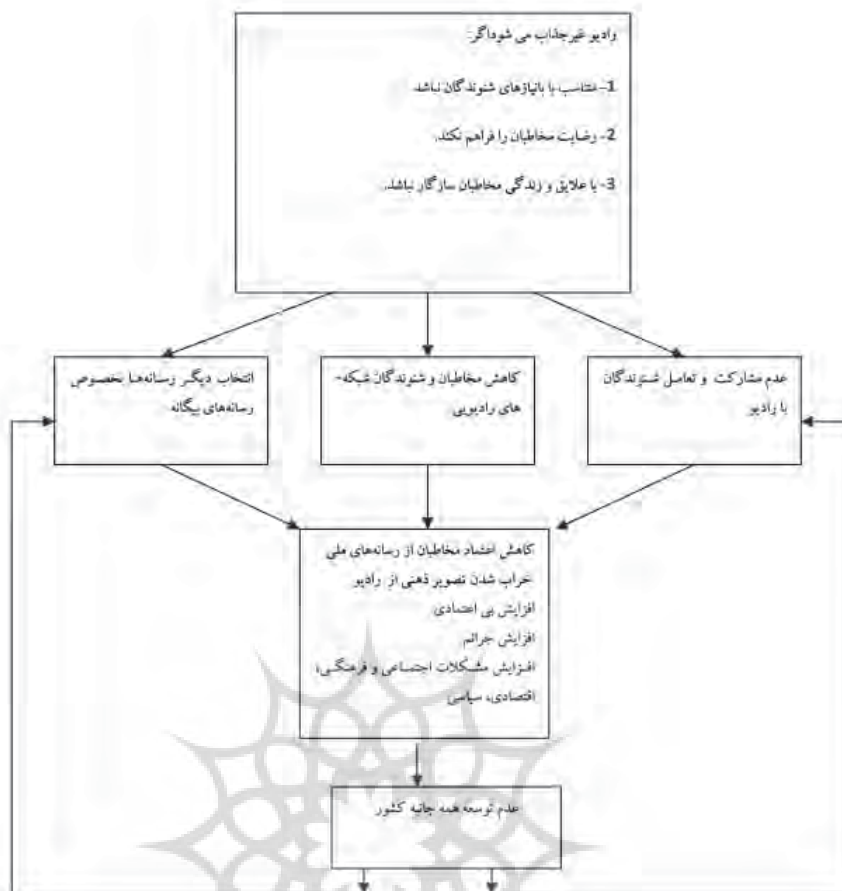 رادیو غیرجذاب می شوداگر:
1- متناسب با بانیازهای شنوندگان نباشد.
2- رضایت مخاطبان را فراهم نکند.
3- با علایق و زندگی مخاطبان سازگار نباشد.
عدم مشارکت و تعامل شنوندگان
با رادیو
کاهش مخاطبان و شنوندگان شبکه-
های رادیویی
انتخاب دیگر رسانه‌ها بخصوص
رسانه‌های بیگانه
کاهش اعتماد مخاطبان از رسانه‌های ملی
خراب شدن تصویر ذهنی از رادیو
افزایش بی اعتمادی
افزایش جرائم
افزایش مشکلات اجتماعی و فرهنگی،
اقتصادی، سیاسی
عدم توسعه همه جانبه کشور